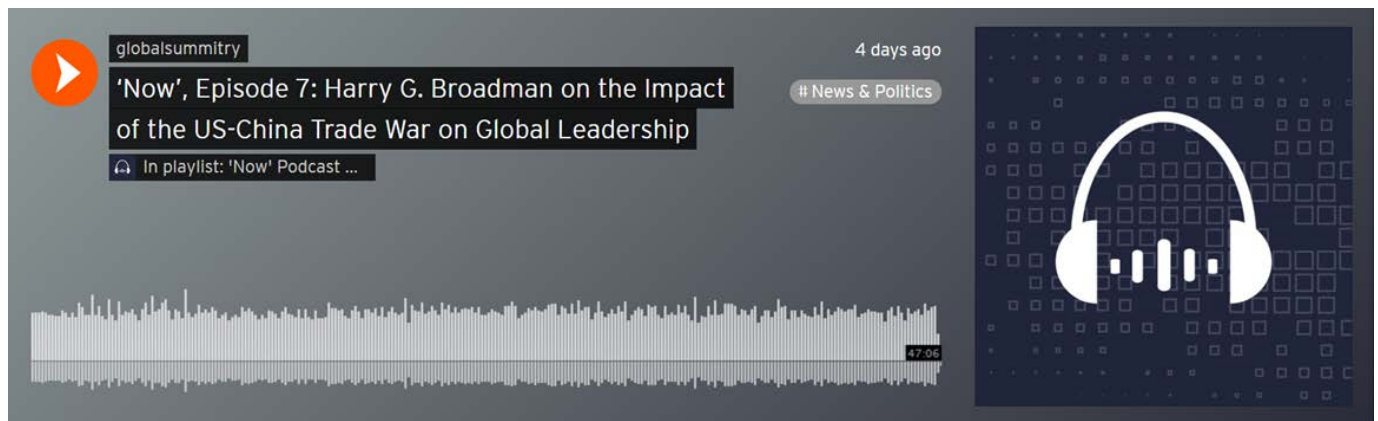 globalsummitry
4 days ago
‘Now’, Episode 7: Harry G. Broadman on the Impact
of the US-China Trade War on Global Leadership
# News & Politics
In playlist: 'Now' Podcast ...
47:06